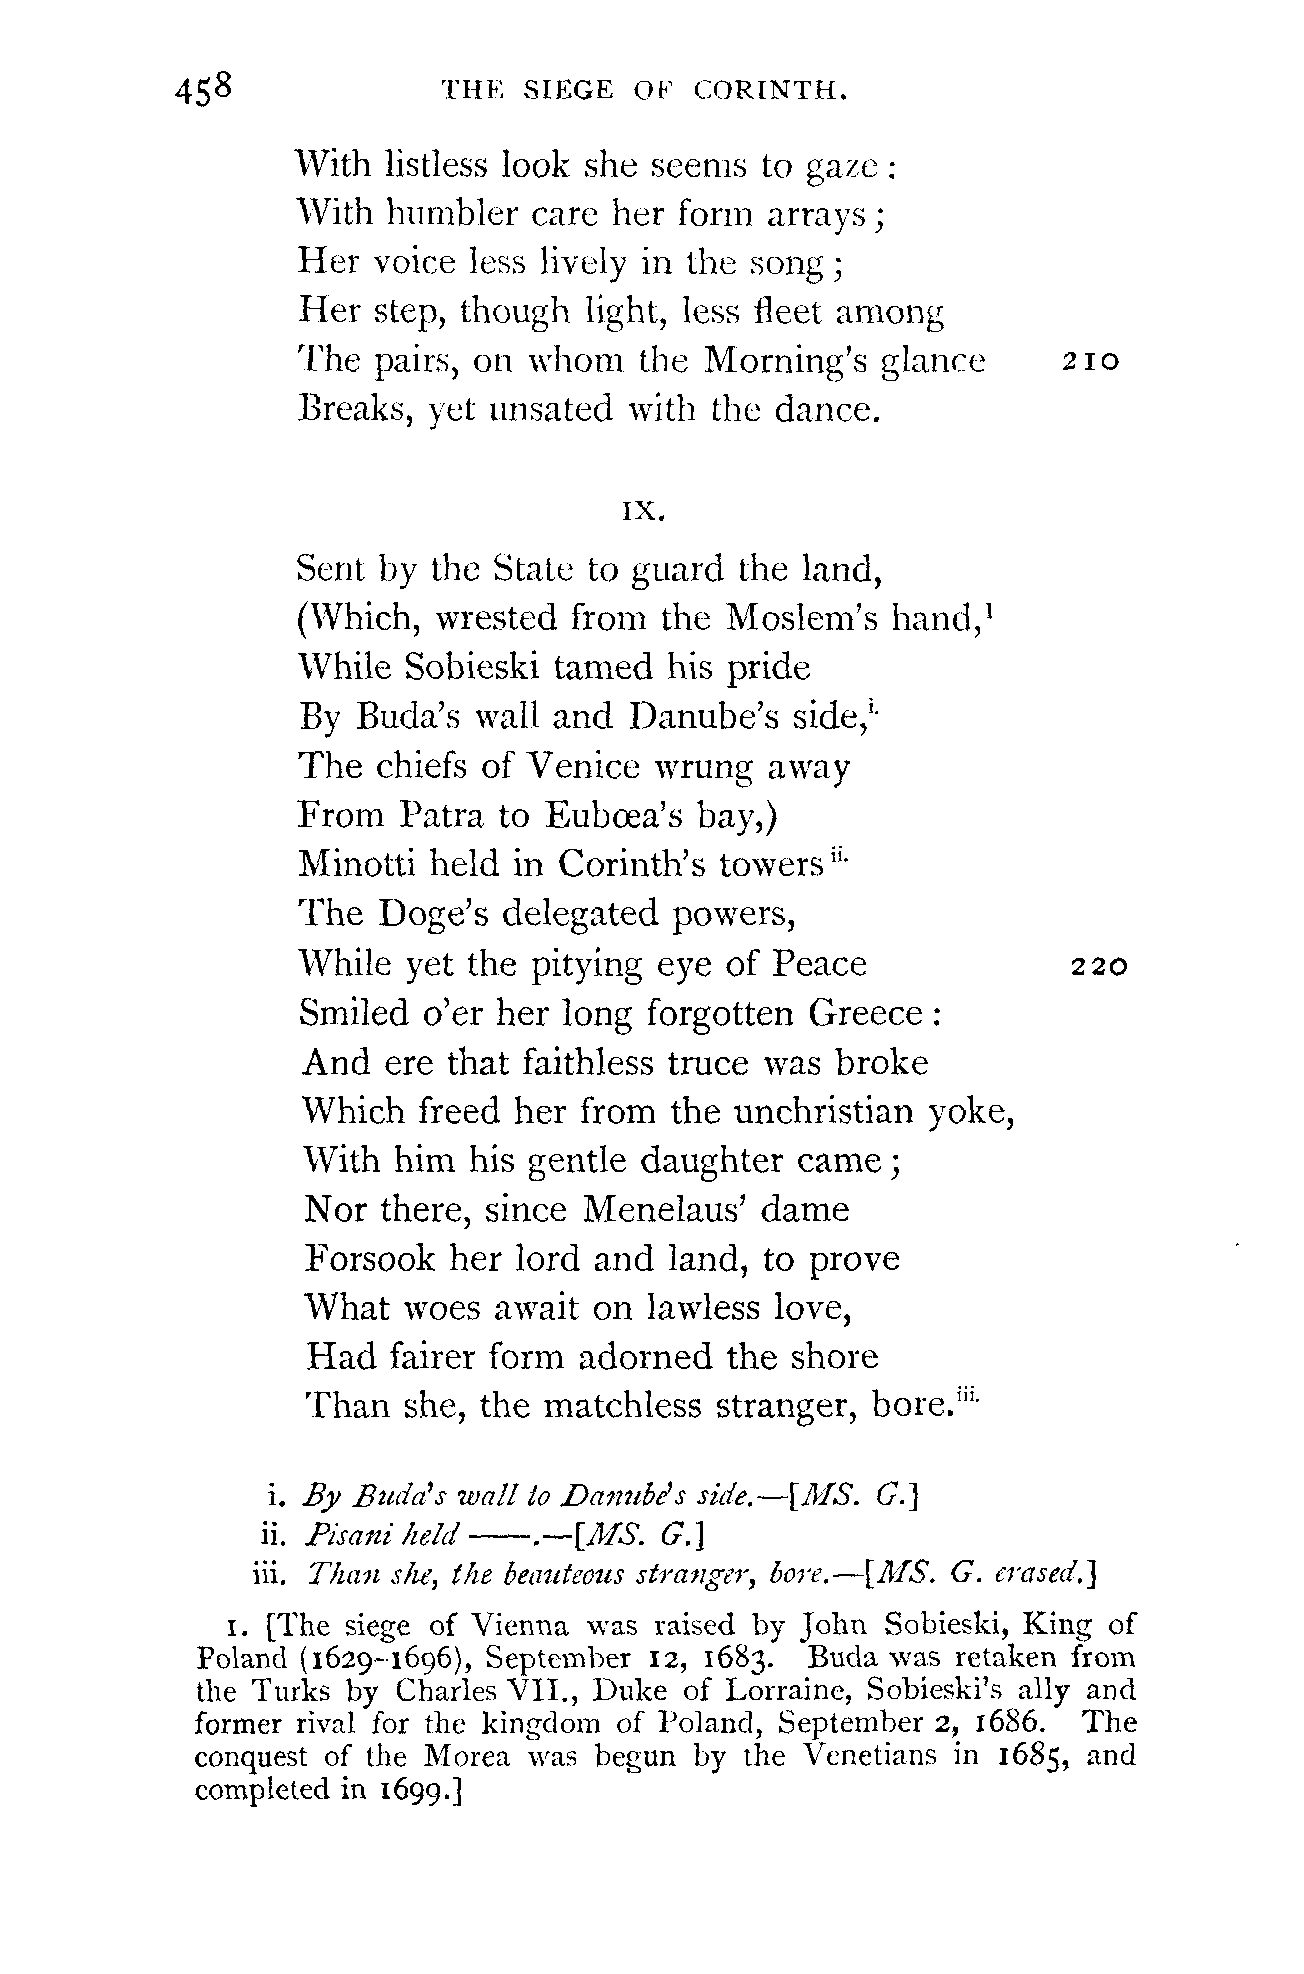 458 THE SIEGE OF CORINTH.
With listless look she seems to gaze:
With humbler care her form arrays;
Her voice less lively in the song;
Her step, though light, less fleet among
The pairs, on whom the Morning's glance 210
Breaks, yet unsated with the dance.
IX.
Sent by the State to guard the land,
(Which, wrested from the Moslem's hand,¹
While Sobieski tamed his pride
By Buda's wall and Danube's side,i.
The chiefs of Venice wrung away
From Patra to Eubœa's bay,)
Minotti held in Corinth's towers ii.
The Doge's delegated powers,
While yet the pitying eye of Peace 220
Smiled o'er her long forgotten Greece:
And ere that faithless truce was broke
Which freed her from the unchristian yoke,
With him his gentle daughter came;
Nor there, since Menelaus' dame
Forsook her lord and land, to prove
What woes await on lawless love,
Had fairer form adorned the shore
Than she, the matchless stranger, bore.iii.
i. By Buda's wall to Danube's side.—[MS. G.]
ii. Pisani held ——.—[MS. G.]
iii. Than she, the beauteous stranger, bore.—[MS. G. erased.]
1. [The siege of Vienna was raised by John Sobieski, King of
Poland (1629-1696), September 12, 1683. Buda was retaken from
the Turks by Charles VII., Duke of Lorraine, Sobieski's ally and
former rival for the kingdom of Poland, September 2, 1686. The
conquest of the Morea was begun by the Venetians in 1685, and
completed in 1699.]